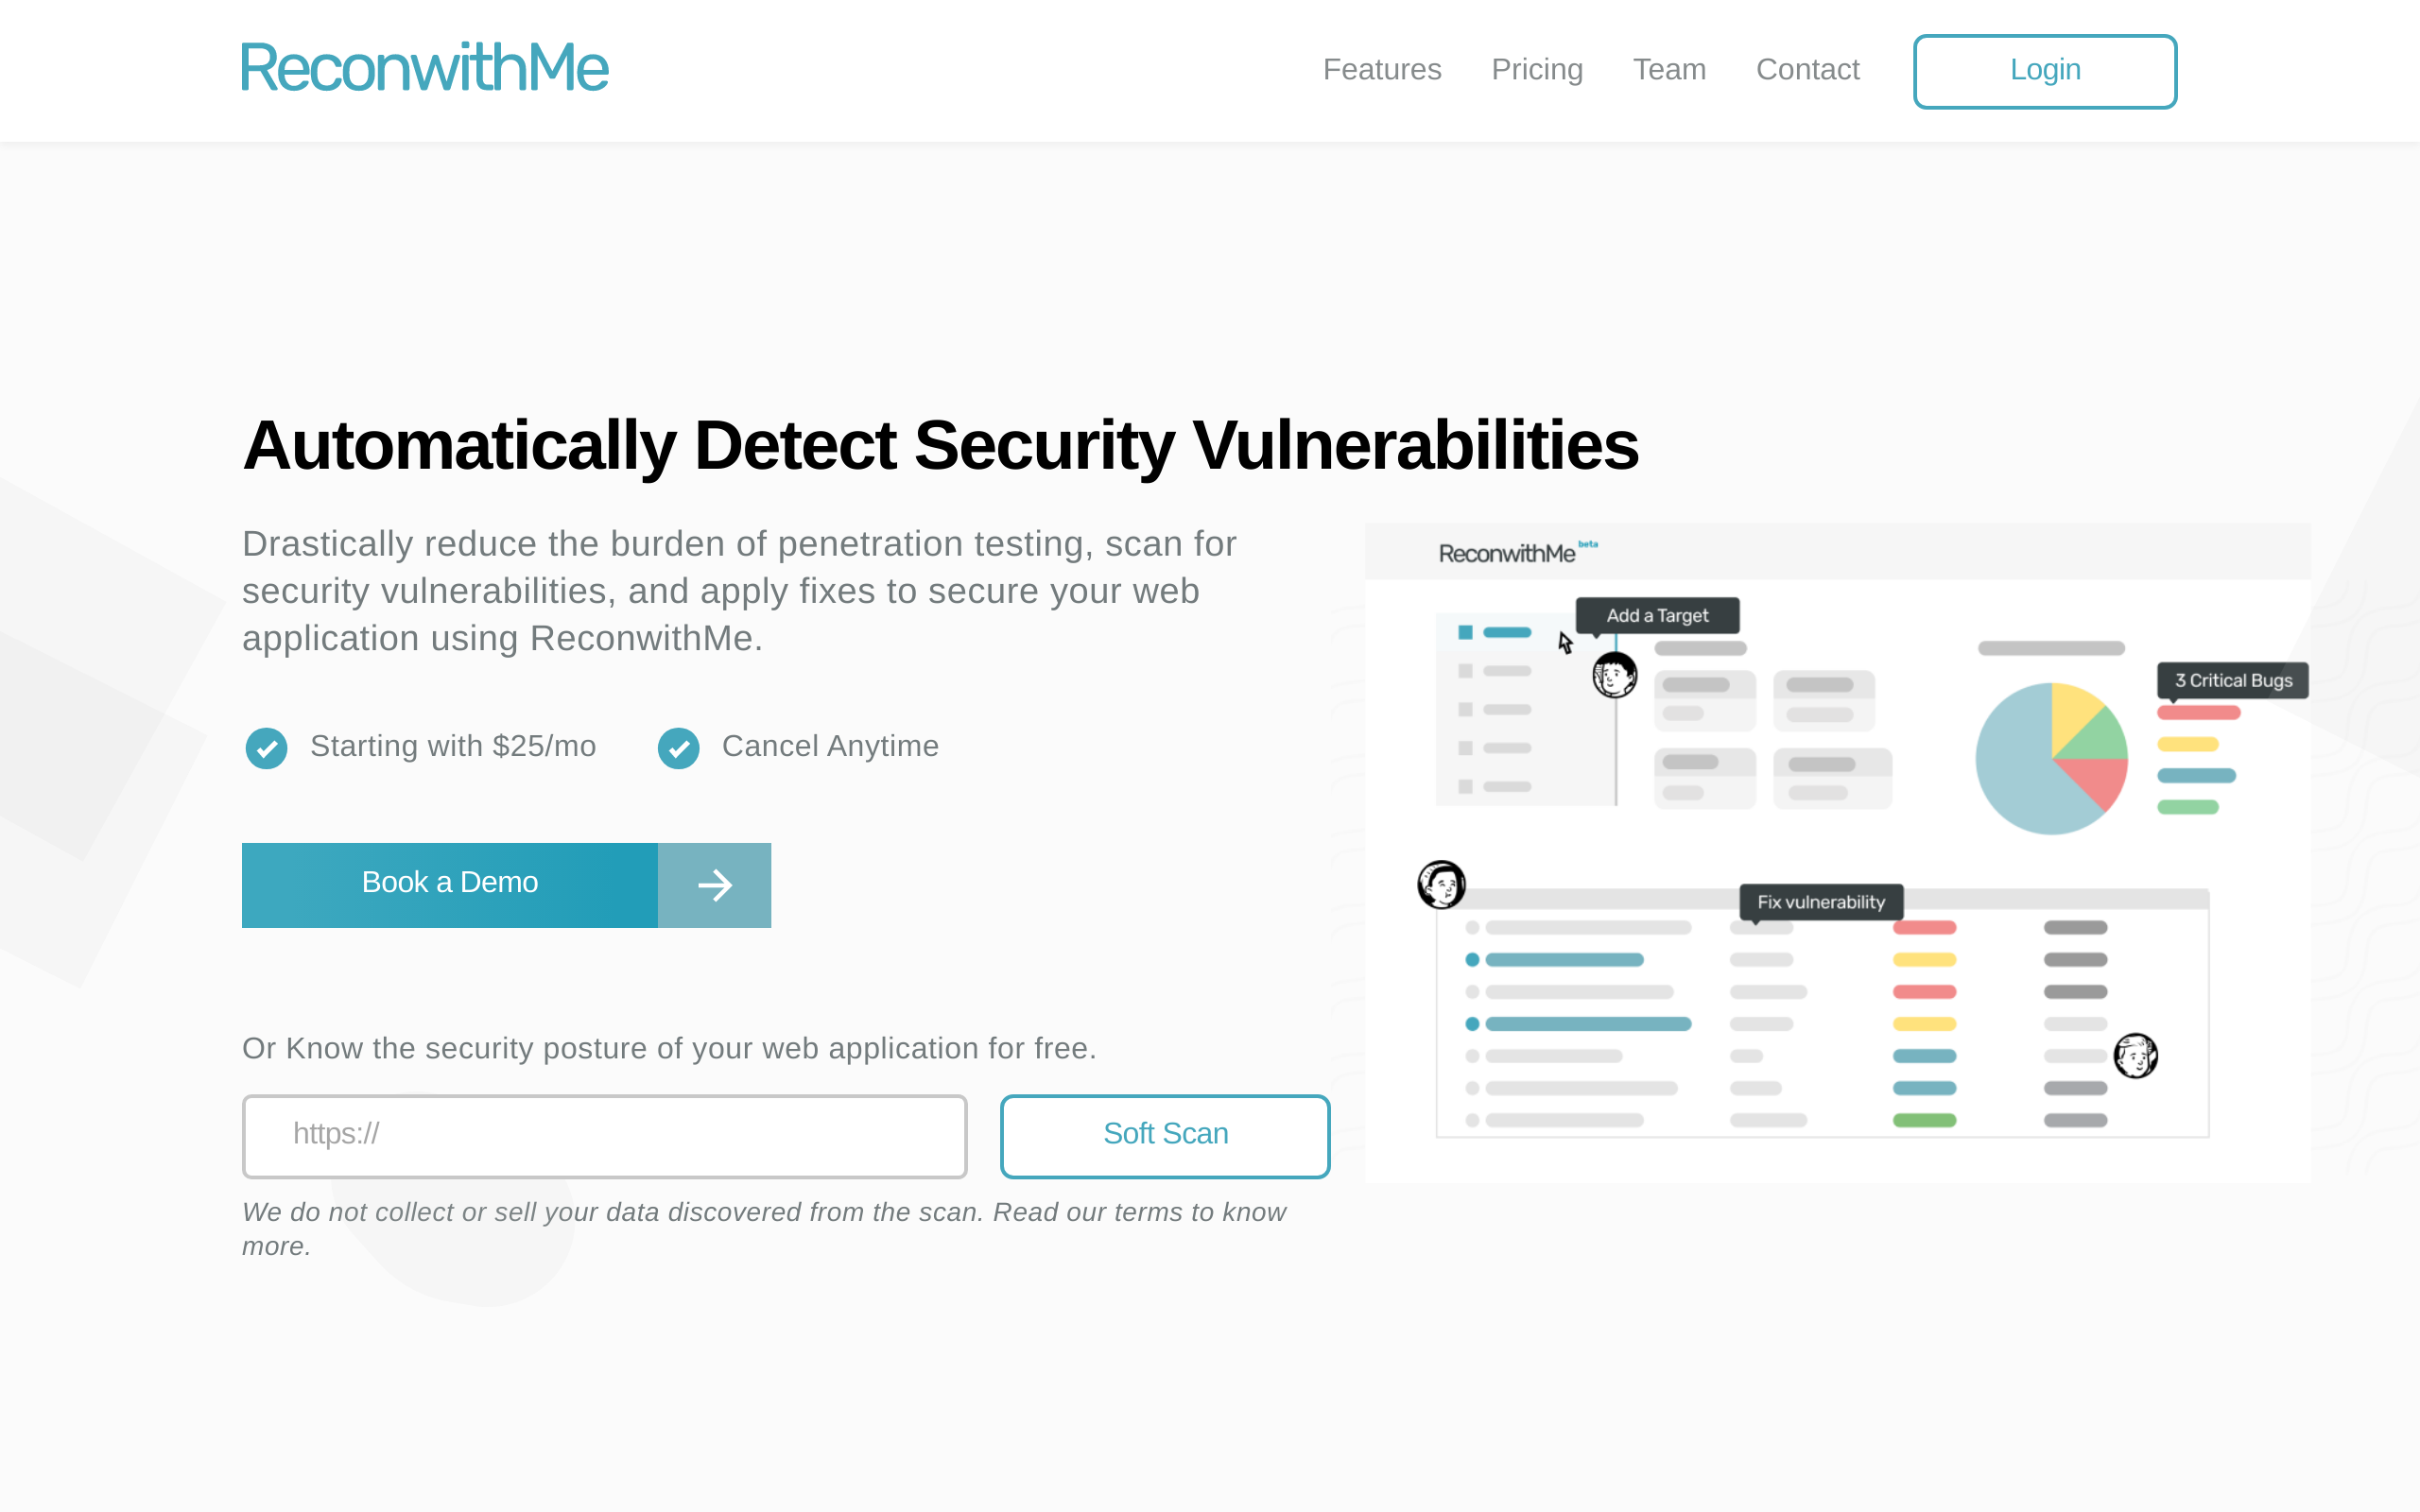 ReconwithMe
Features
Pricing
Team
Contact
Login
Automatically Detect Security Vulnerabilities
Drastically reduce the burden of penetration testing, scan for
security vulnerabilities, and apply fixes to secure your web
application using ReconwithMe.
Starting with $25/mo
Cancel Anytime
Book a Demo
Or Know the security posture of your web application for free.
https://
Soft Scan
We do not collect or sell your data discovered from the scan. Read our terms to know
more.
ReconwithMe beta
Add a Target
3 Critical Bugs
Fix vulnerability